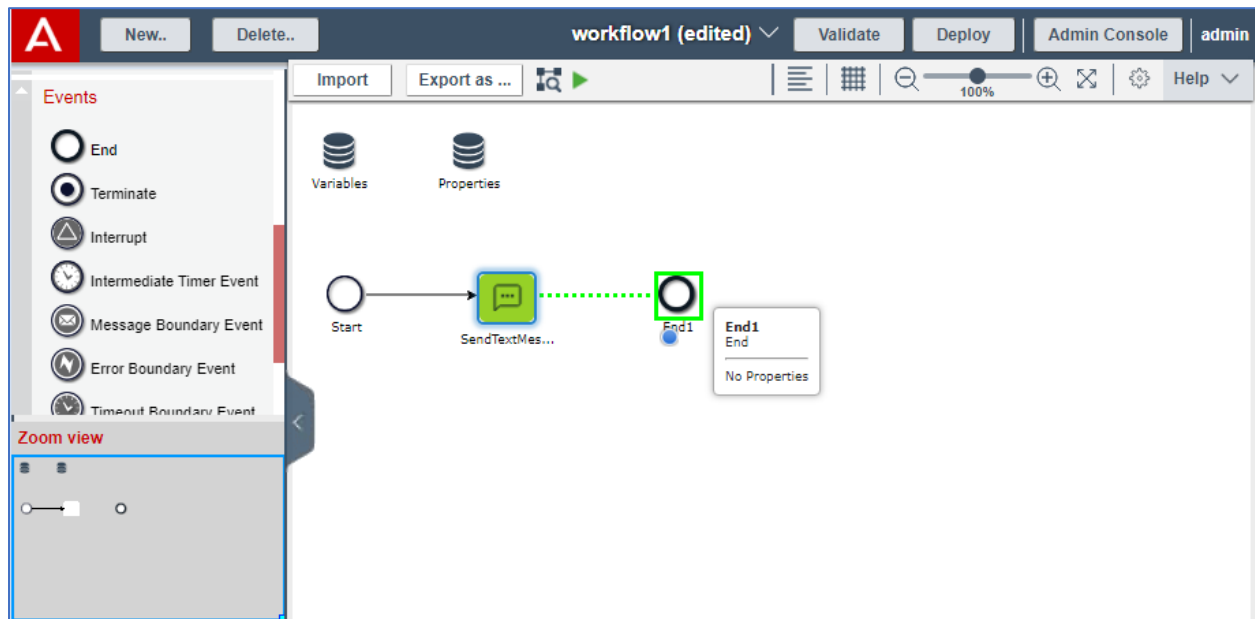 New..
Delete..
workflow1 (edited)
Validate
Deploy
Admin Console
admin
Import
Export as ...
100%
Help
Events
End
Terminate
Interrupt
Intermediate Timer Event
Message Boundary Event
Error Boundary Event
Timeout Boundary Event
Zoom view
Variables
Properties
Start
SendTextMes...
End1
End1
End
No Properties